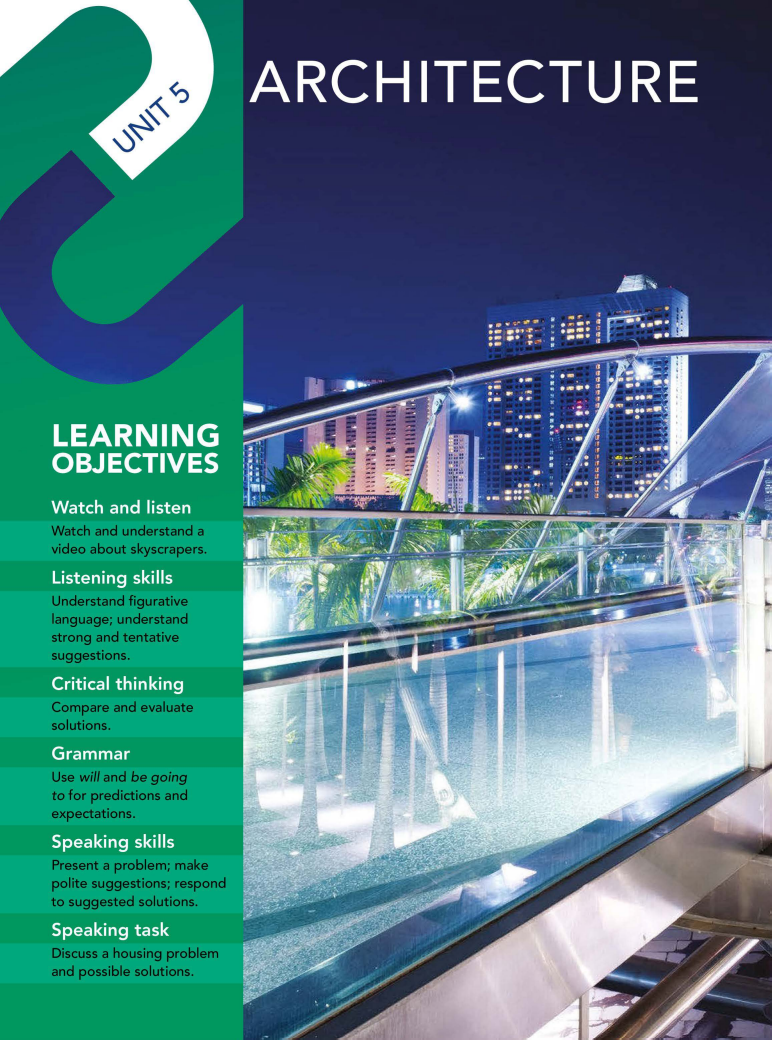 UNIT 5
ARCHITECTURE
LEARNING
OBJECTIVES
Watch and listen
Watch and understand a
video about skyscrapers.
Listening skills
Understand figurative
language; understand
strong and tentative
suggestions.
Critical thinking
Compare and evaluate
solutions.
Grammar
Use will and be going
to for predictions and
expectations.
Speaking skills
Present a problem; make
polite suggestions; respond
to suggested solutions.
Speaking task
Discuss a housing problem
and possible solutions.